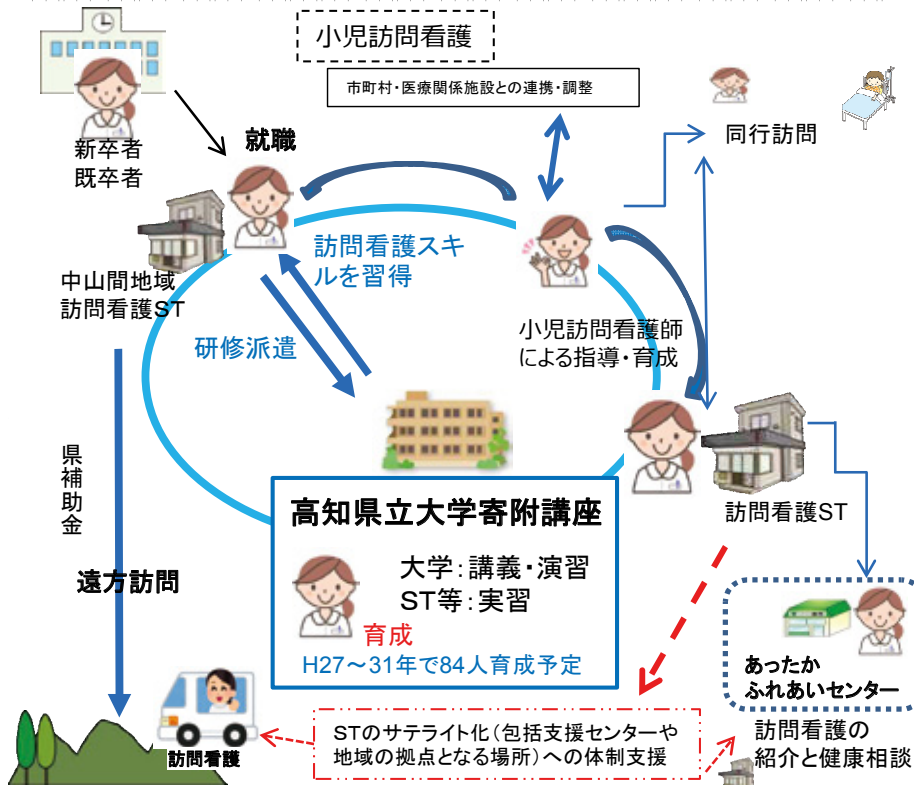 小児訪問看護
市町村・医療関係施設との連携・調整
新卒者
既卒者
就職
同行訪問
中山間地域
訪問看護ST
訪問看護スキ
ルを習得
研修派遣
小児訪問看護師
による指導・育成
訪問看護ST
県補助金
遠方訪問
高知県立大学寄附講座
大学:講義・演習
ST等:実習
育成
H27～31年で84人育成予定
あったか
ふれあいセンター
訪問看護の
紹介と健康相談
訪問看護
STのサテライト化(包括支援センターや
地域の拠点となる場所)への体制支援